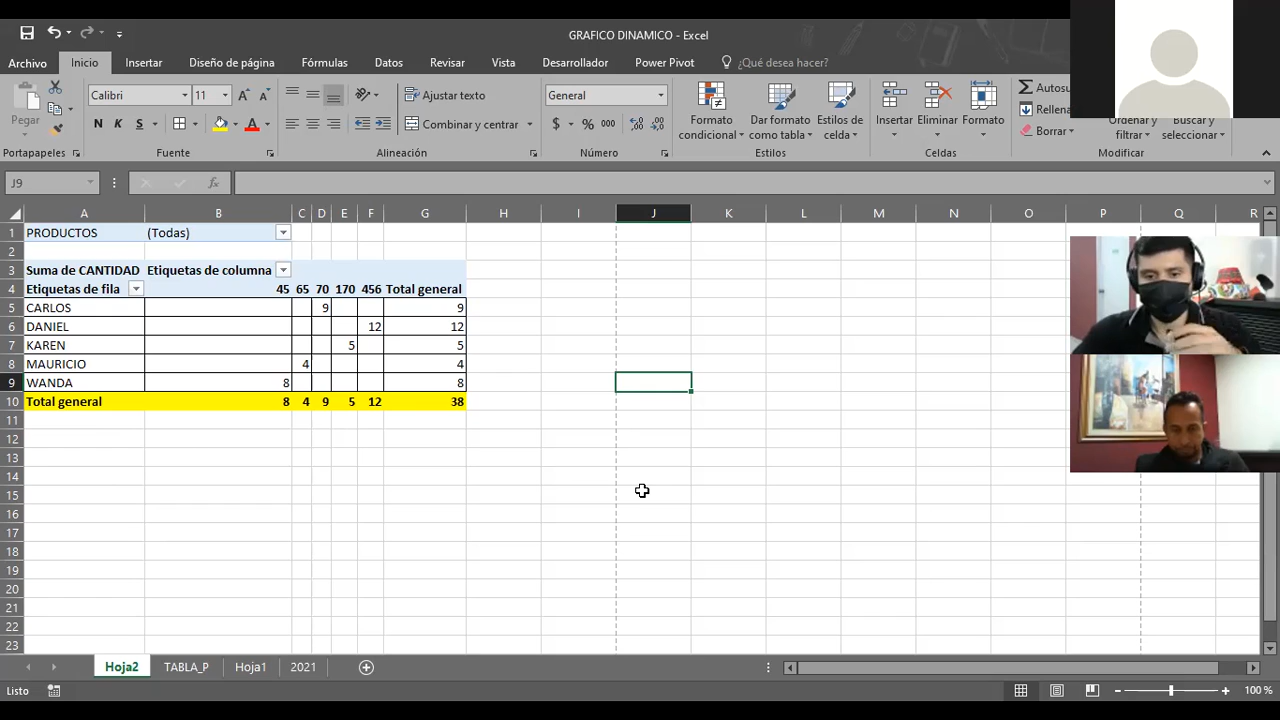 GRAFICO DINAMICO - Excel
Archivo Inicio Insertar Diseño de página Fórmulas Datos Revisar Vista Desarrollador Power Pivot ¿Qué desea hacer?
Pegar
Calibri 11
N K S
Ajustar texto
Combinar y centrar
General
$ % 000
Formato condicional
Dar formato como tabla
Estilos de celda
Insertar Eliminar Formato
Autosu
Rellena
Borrar
Ordenar y filtrar
Buscar y seleccionar
Portapapeles Fuente Alineación Número Estilos Celdas Modificar
J9 fx
A B C D E F G H I J K L M N O P Q R
1 PRODUCTOS (Todas)
2
3 Suma de CANTIDAD Etiquetas de columna
4 Etiquetas de fila 45 65 70 170 456 Total general
5 CARLOS 9 9
6 DANIEL 12 12
7 KAREN 5 5
8 MAURICIO 4 4
9 WANDA 8 8
10 Total general 8 4 9 5 12 38
11
12
13
14
15
16
17
18
19
20
21
22
23
Hoja2 TABLA_P Hoja1 2021
Listo 100 %